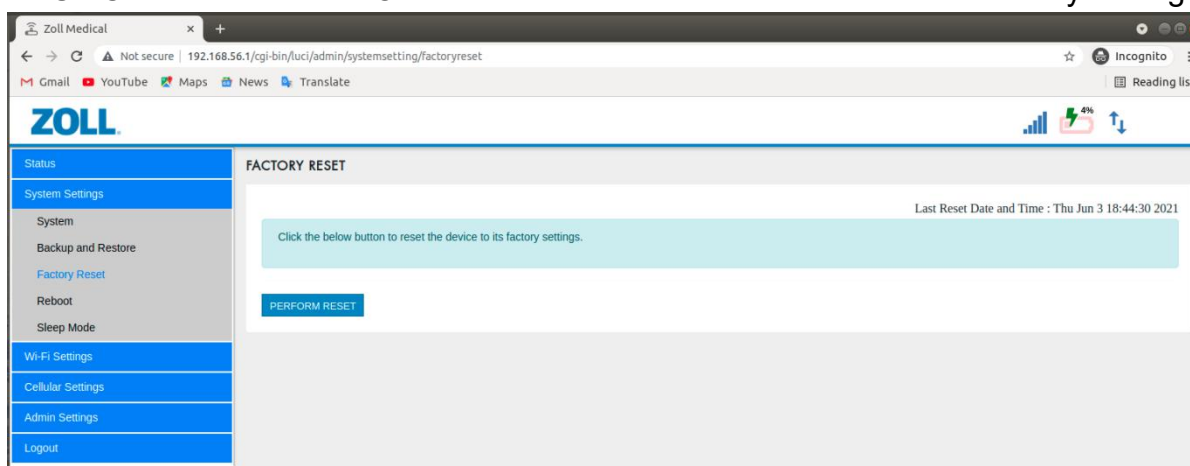 Zoll Medical
Not secure | 192.168.56.1/cgi-bin/luci/admin/systemsetting/factoryreset
Incognito
Gmail YouTube Maps News Translate
Reading lis
ZOLL.
4%
Status
FACTORY RESET
System Settings
Last Reset Date and Time : Thu Jun 3 18:44:30 2021
System
Click the below button to reset the device to its factory settings.
Backup and Restore
Factory Reset
Reboot
PERFORM RESET
Sleep Mode
Wi-Fi Settings
Cellular Settings
Admin Settings
Logout